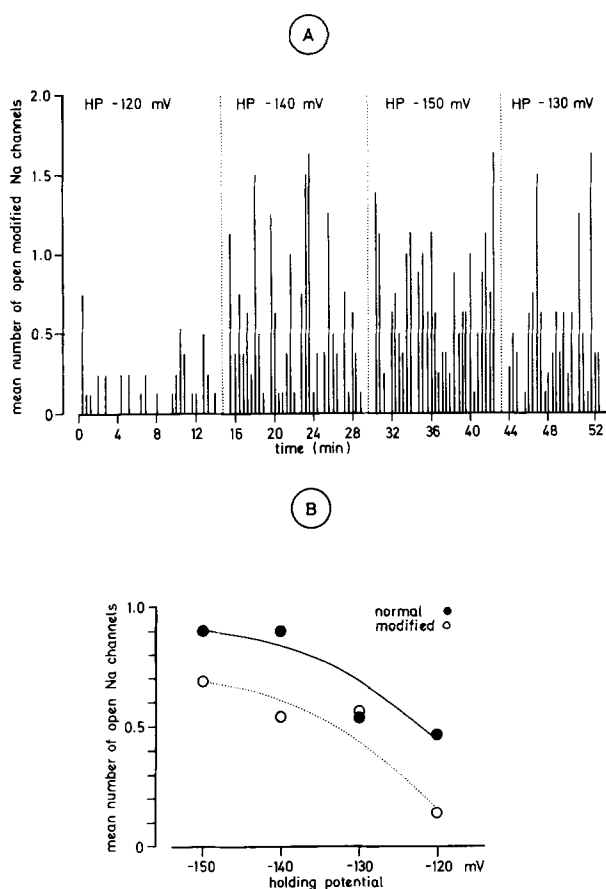 A
HP -120 mV
HP -140 mV
HP -150 mV
HP -130 mV
mean number of open modified Na channels
2.0
1.5
1.0
0.5
0
0 4 8 12 16 20 24 28 32 36 40 44 48 52
time (min)
B
normal ●
modified ○
mean number of open Na channels
1.0
0.5
0
-150 -140 -130 -120 mV
holding potential